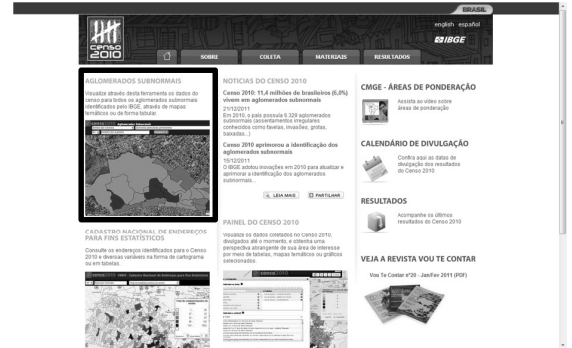 BRASIL
english español
censo
2010
IBGE
SOBRE
COLETA
MATERIAIS
RESULTADOS
AGLOMERADOS SUBNORMAIS
Visualize através desta ferramenta os dados do
censo para todos os aglomerados subnormais
identificados pelo IBGE, através de mapas
temáticos ou de forma tabular.
CADASTRO NACIONAL DE ENDEREÇOS
PARA FINS ESTATÍSTICOS
Consulte os endereços identificados para o Censo
2010 e diversas variáveis na forma de cartograma
ou em tabelas.
NOTICIAS DO CENSO 2010
Censo 2010: 11,4 milhões de brasileiros (6,0%)
vivem em aglomerados subnormais
21/12/2011
Em 2010, o país possuía 6.329 aglomerados
subnormais (assentamentos irregulares
conhecidos como favelas, invasões, grotas,
baixadas...)
Censo 2010 aprimorou a identificação dos
aglomerados subnormais
15/12/2011
O IBGE adotou inovações em 2010 para atualizar e
aprimorar a identificação dos aglomerados
subnormais...
LEIA MAIS
PARTILHAR
PAINEL DO CENSO 2010
Visualize os dados coletados no Censo 2010,
divulgados até o momento, e obtenha uma
perspectiva abrangente de sua área de interesse
por meio de tabelas, mapas temáticos ou gráficos
selecionados.
CMGE - ÁREAS DE PONDERAÇÃO
Assista ao vídeo sobre
áreas de ponderação
CALENDÁRIO DE DIVULGAÇÃO
Confira aqui as datas de
divulgação dos resultados
do Censo 2010
RESULTADOS
Acompanhe os últimos
resultados do Censo 2010
VEJA A REVISTA VOU TE CONTAR
Vou Te Contar nº20 - Jan/Fev 2011 (PDF)